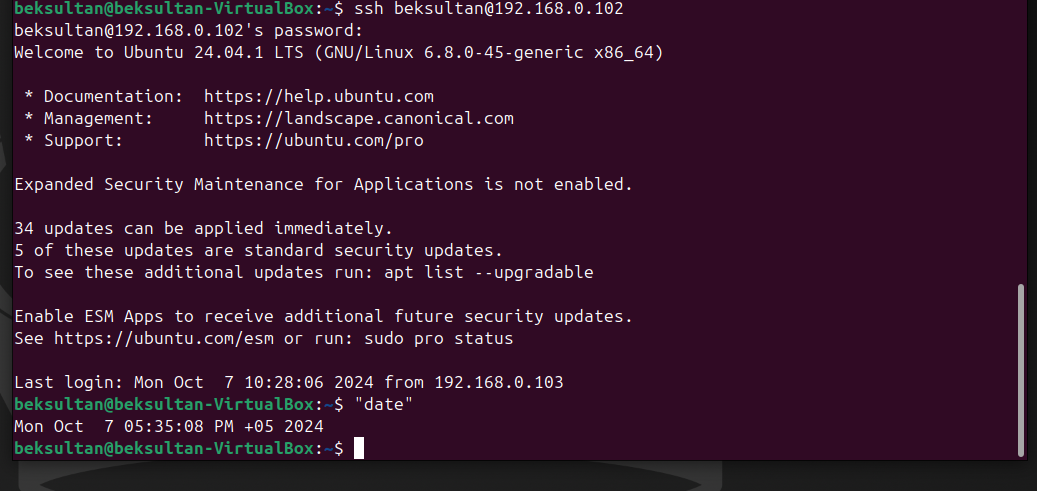 beksultan@beksultan-VirtualBox:~$ ssh beksultan@192.168.0.102
beksultan@192.168.0.102's password:
Welcome to Ubuntu 24.04.1 LTS (GNU/Linux 6.8.0-45-generic x86_64)

 * Documentation:  https://help.ubuntu.com
 * Management:     https://landscape.canonical.com
 * Support:        https://ubuntu.com/pro

Expanded Security Maintenance for Applications is not enabled.

34 updates can be applied immediately.
5 of these updates are standard security updates.
To see these additional updates run: apt list --upgradable

Enable ESM Apps to receive additional future security updates.
See https://ubuntu.com/esm or run: sudo pro status

Last login: Mon Oct  7 10:28:06 2024 from 192.168.0.103
beksultan@beksultan-VirtualBox:~$ "date"
Mon Oct  7 05:35:08 PM +05 2024
beksultan@beksultan-VirtualBox:~$